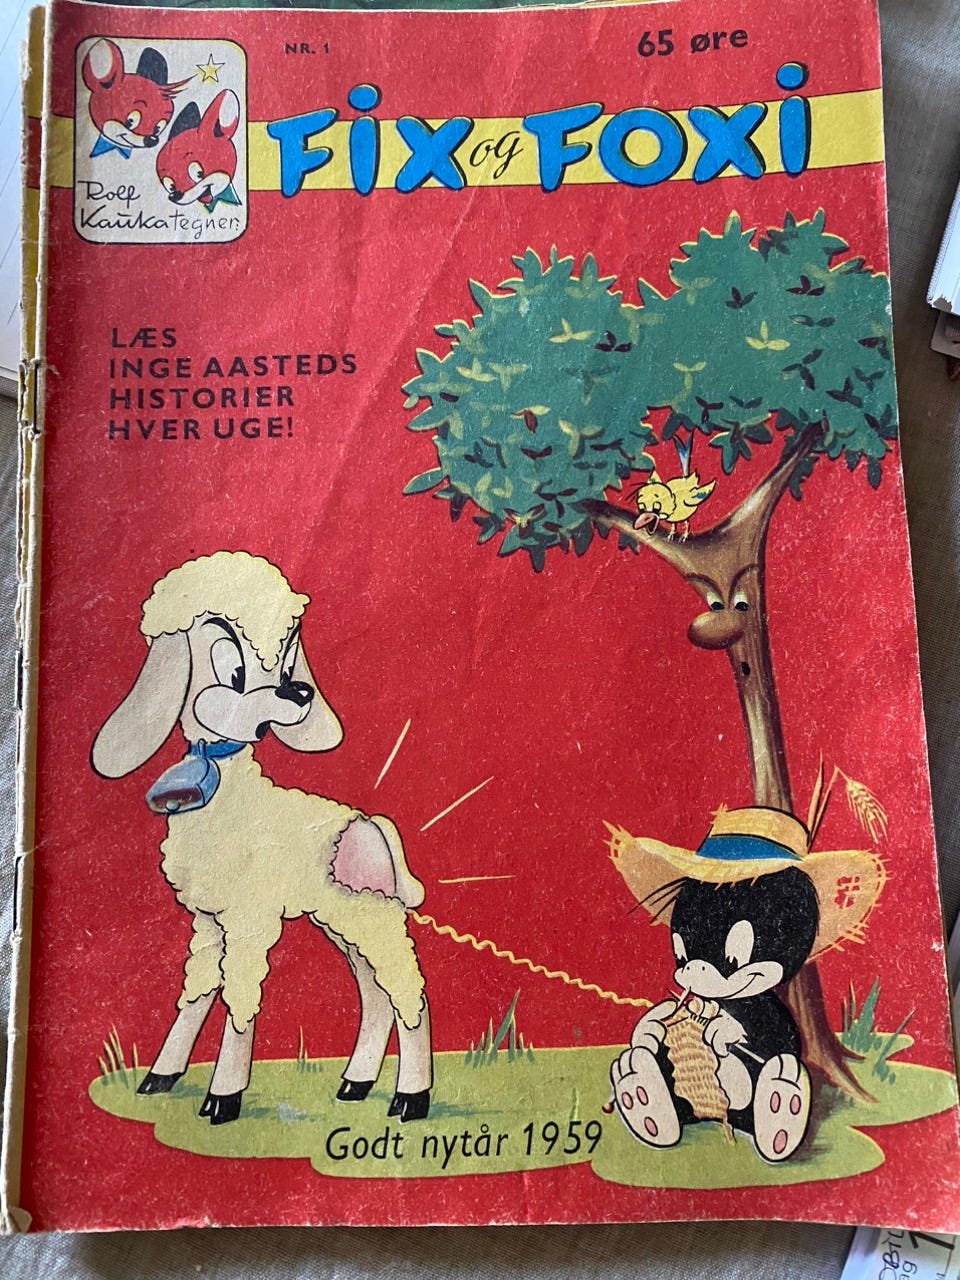 NR. 1
65 øre
FiX og FOXi
Rolf
Kauka tegner:
LÆS
INGE AASTEDS
HISTORIER
HVER UGE!
Godt nytår 1959